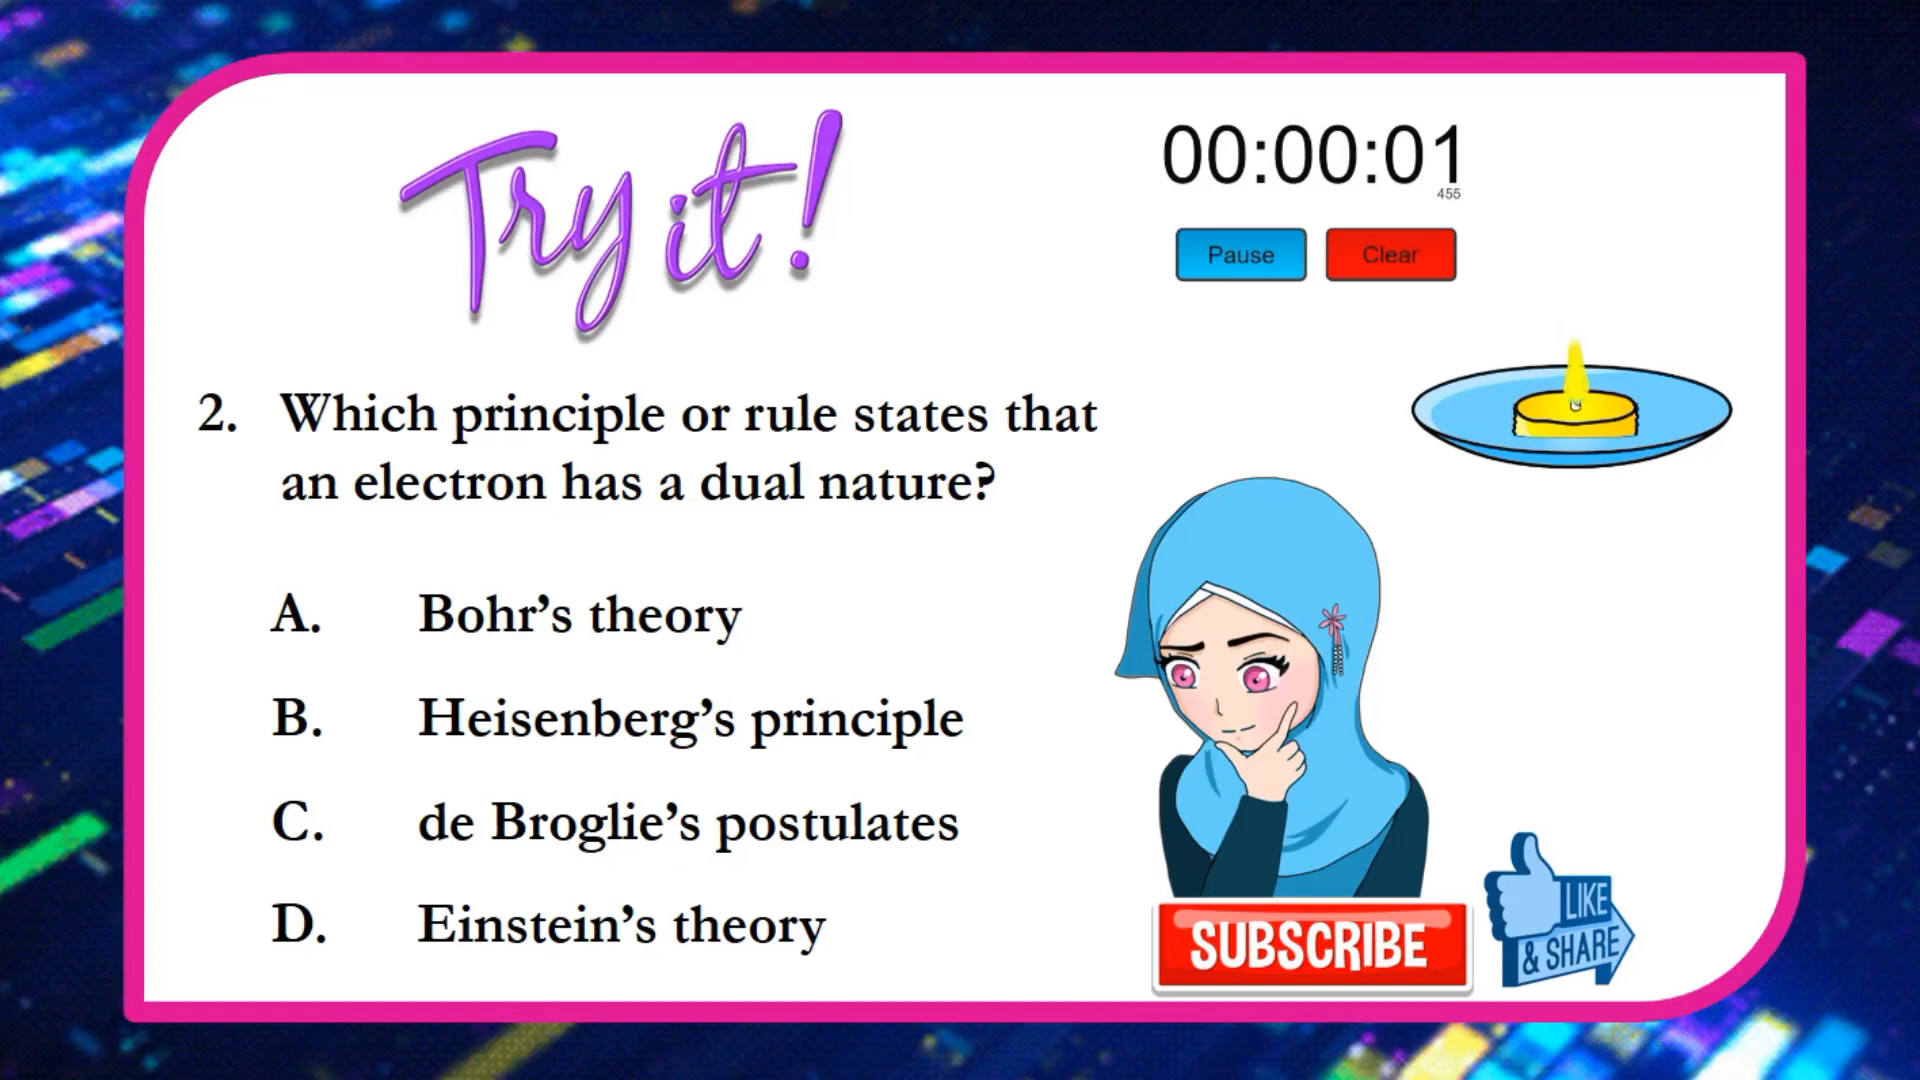 Try it!
00:00:01
455
Pause Clear
2. Which principle or rule states that
an electron has a dual nature?
A. Bohr’s theory
B. Heisenberg’s principle
C. de Broglie’s postulates
D. Einstein’s theory
SUBSCRIBE
LIKE
& SHARE